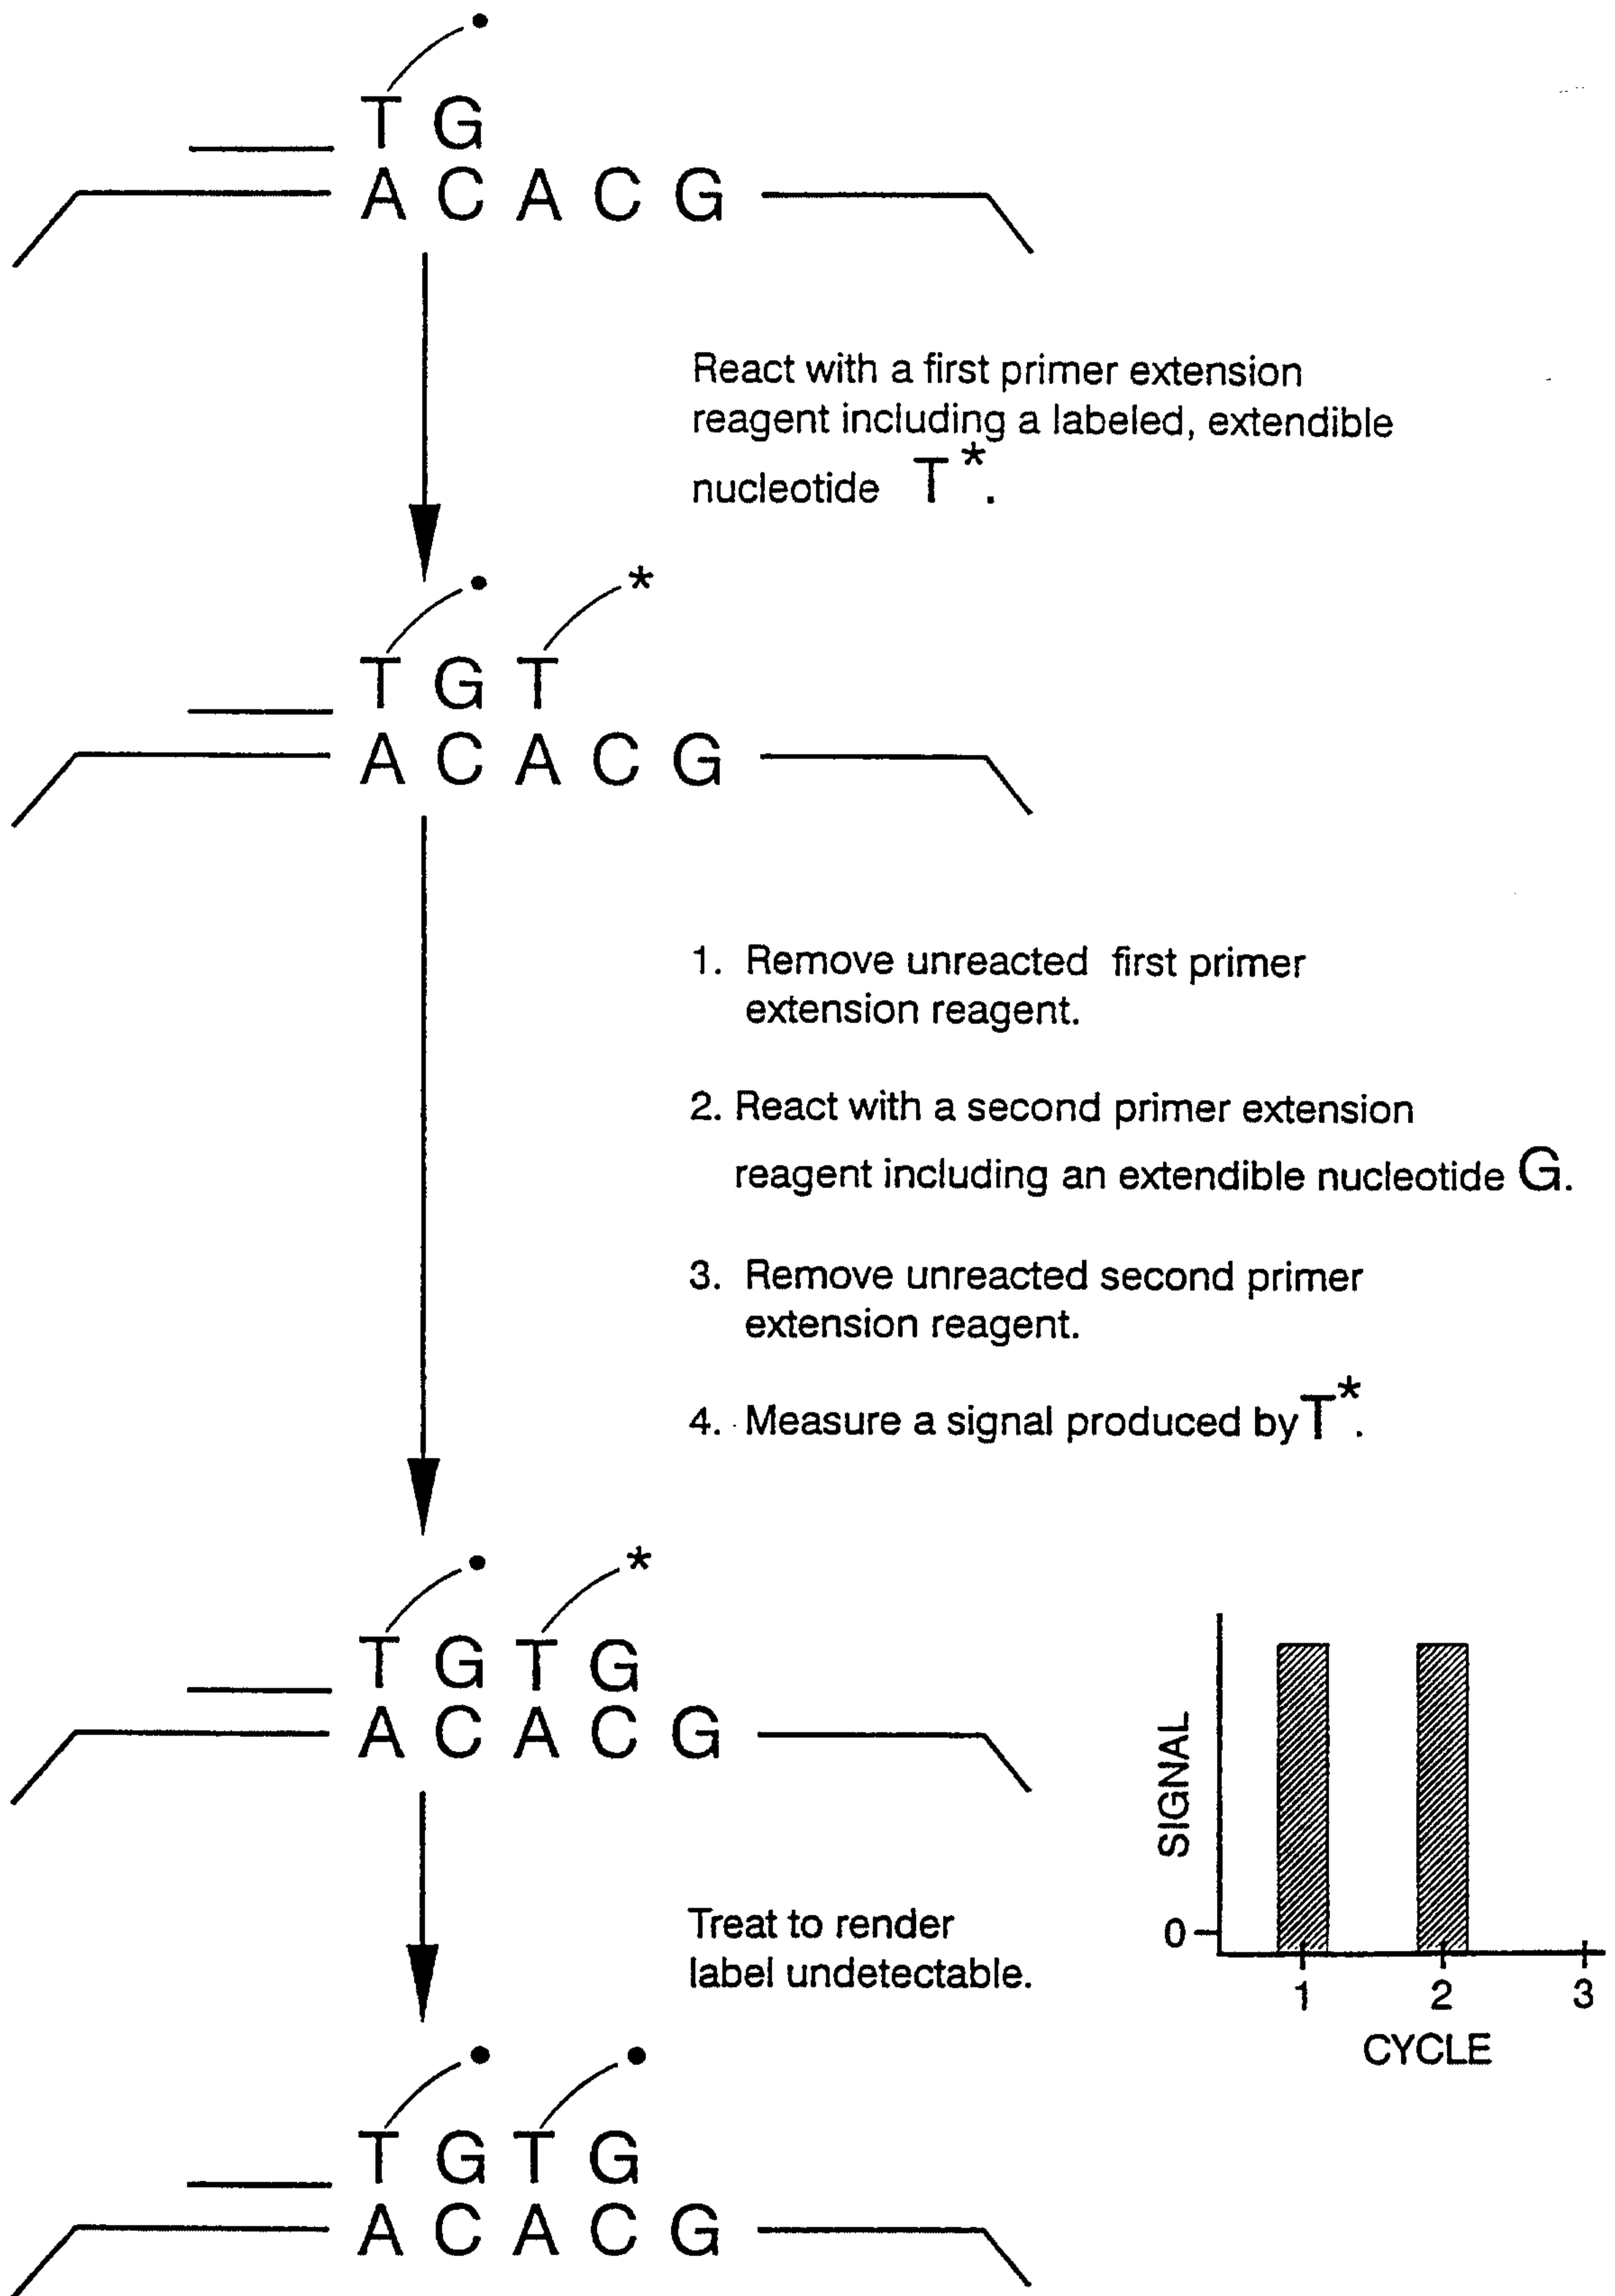 T G
A C A C G
React with a first primer extension
reagent including a labeled, extendible
nucleotide T*.
*
T G T
A C A C G
1. Remove unreacted first primer
extension reagent.
2. React with a second primer extension
reagent including an extendible nucleotide G.
3. Remove unreacted second primer
extension reagent.
4. Measure a signal produced by T*.
*
T G T G
A C A C G
SIGNAL
0
1 2 3
CYCLE
Treat to render
label undetectable.
T G T G
A C A C G